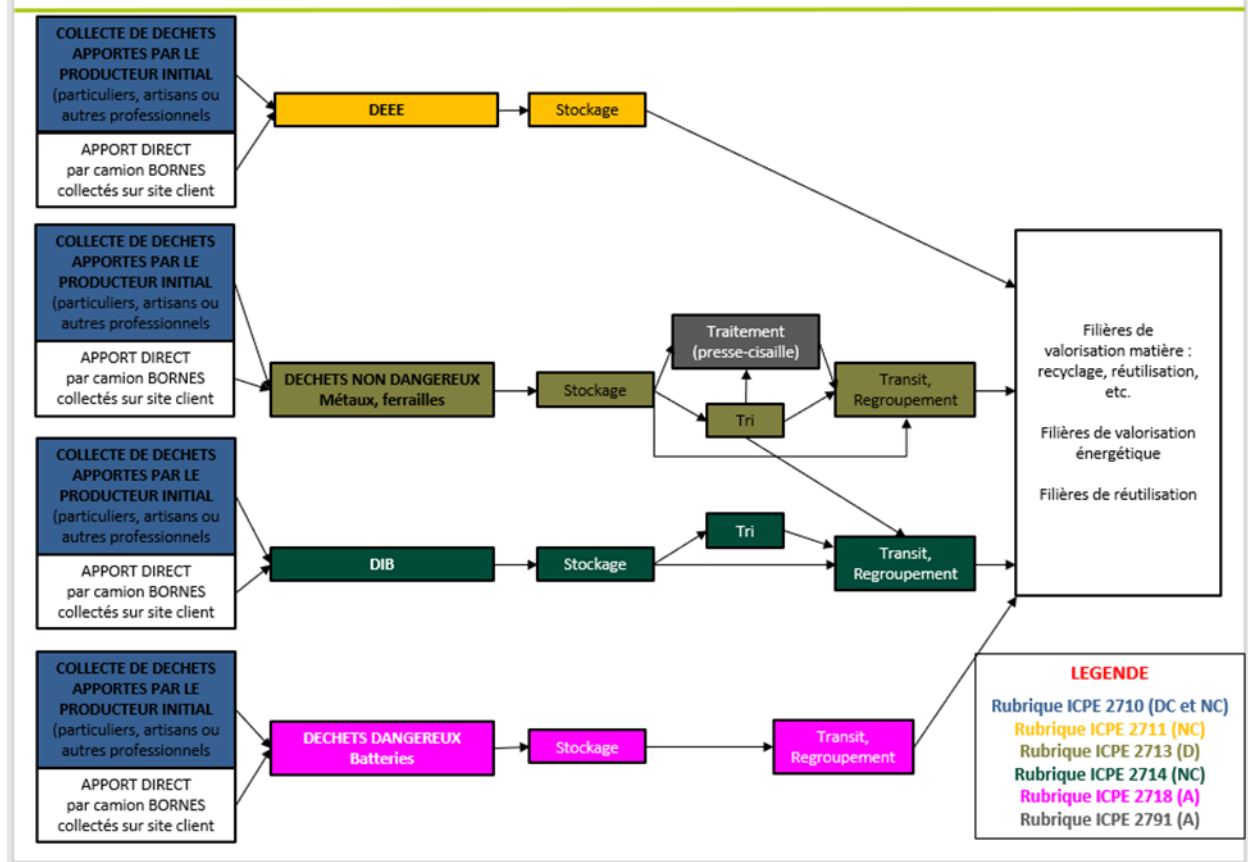 COLLECTE DE DECHETS
APPORTES PAR LE
PRODUCTEUR INITIAL
(particuliers, artisans ou
autres professionnels
APPORT DIRECT
par camion BORNES
collectés sur site client
DEEE
Stockage
COLLECTE DE DECHETS
APPORTES PAR LE
PRODUCTEUR INITIAL
(particuliers, artisans ou
autres professionnels
APPORT DIRECT
par camion BORNES
collectés sur site client
DECHETS NON DANGEREUX
Métaux, ferrailles
Stockage
Traitement
(presse-cisaille)
Tri
Transit,
Regroupement
COLLECTE DE DECHETS
APPORTES PAR LE
PRODUCTEUR INITIAL
(particuliers, artisans ou
autres professionnels
APPORT DIRECT
par camion BORNES
collectés sur site client
DIB
Stockage
Tri
Transit,
Regroupement
COLLECTE DE DECHETS
APPORTES PAR LE
PRODUCTEUR INITIAL
(particuliers, artisans ou
autres professionnels
APPORT DIRECT
par camion BORNES
collectés sur site client
DECHETS DANGEREUX
Batteries
Stockage
Transit,
Regroupement
Filières de
valorisation matière :
recyclage, réutilisation,
etc.
Filières de valorisation
énergétique
Filières de réutilisation
LEGENDE
Rubrique ICPE 2710 (DC et NC)
Rubrique ICPE 2711 (NC)
Rubrique ICPE 2713 (D)
Rubrique ICPE 2714 (NC)
Rubrique ICPE 2718 (A)
Rubrique ICPE 2791 (A)